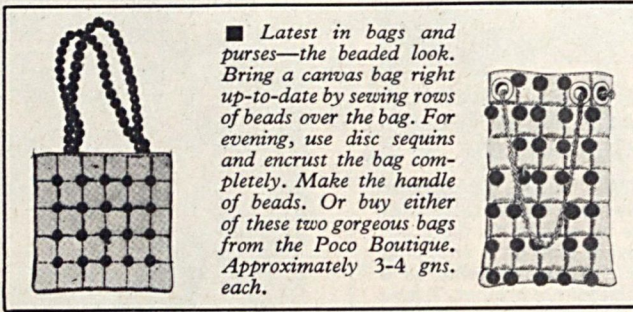 ■ Latest in bags and
purses—the beaded look.
Bring a canvas bag right
up-to-date by sewing rows
of beads over the bag. For
evening, use disc sequins
and encrust the bag com-
pletely. Make the handle
of beads. Or buy either
of these two gorgeous bags
from the Poco Boutique.
Approximately 3-4 gns.
each.